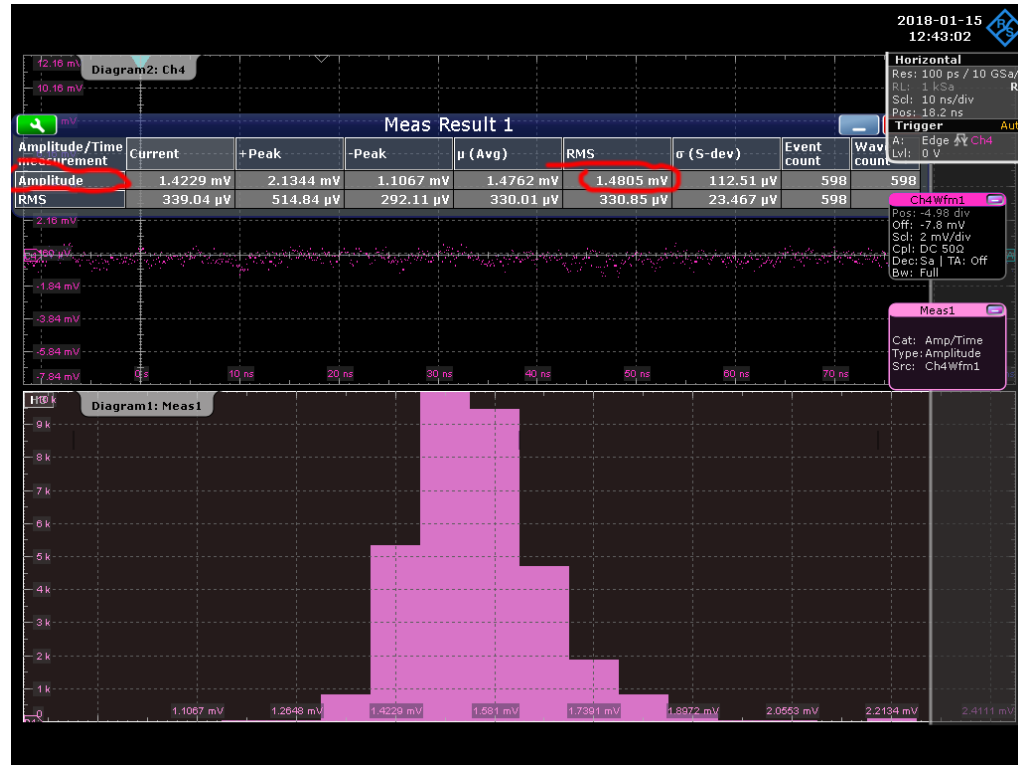 2018-01-15
12:43:02
Horizontal
Res: 100 ps / 10 GSa/
RL: 1 kSa R
Scl: 10 ns/div
Pos: 18.2 ns
Trigger Aut
A: Edge Ch4
Lvl: 0 V
12.16 mV
Diagram2: Ch4
10.16 mV
mV
Meas Result 1
Amplitude/Time measurement Current +Peak -Peak μ (Avg) RMS σ (S-dev) Event count Wave count
Amplitude 1.4229 mV 2.1344 mV 1.1067 mV 1.4762 mV 1.4805 mV 112.51 μV 598 598
RMS 339.04 μV 514.84 μV 292.11 μV 330.01 μV 330.85 μV 23.467 μV 598
Ch4Wfm1
Pos: -4.98 div
Off: -7.8 mV
Scl: 2 mV/div
Cpl: DC 50Ω
Dec: Sa | TA: Off
Bw: Full
2.16 mV
160 μV
-1.84 mV
-3.84 mV
-5.84 mV
-7.84 mV
0 s 10 ns 20 ns 30 ns 40 ns 50 ns 60 ns 70 ns
Meas1
Cat: Amp/Time
Type: Amplitude
Src: Ch4Wfm1
Diagram1: Meas1
9 k
8 k
7 k
6 k
5 k
4 k
3 k
2 k
1 k
0
1.1067 mV 1.2648 mV 1.4229 mV 1.581 mV 1.7391 mV 1.8972 mV 2.0553 mV 2.2134 mV 2.4111 mV